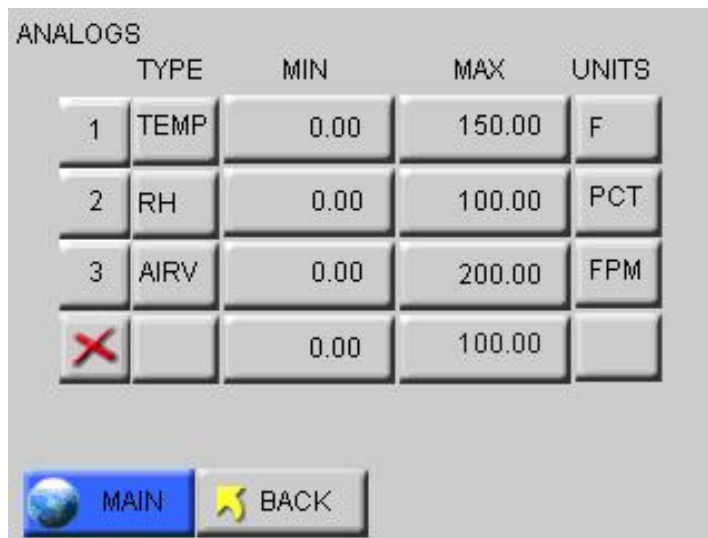 ANALOGS
TYPE MIN MAX UNITS
1 TEMP 0.00 150.00 F
2 RH 0.00 100.00 PCT
3 AIRV 0.00 200.00 FPM
0.00 100.00
MAIN BACK